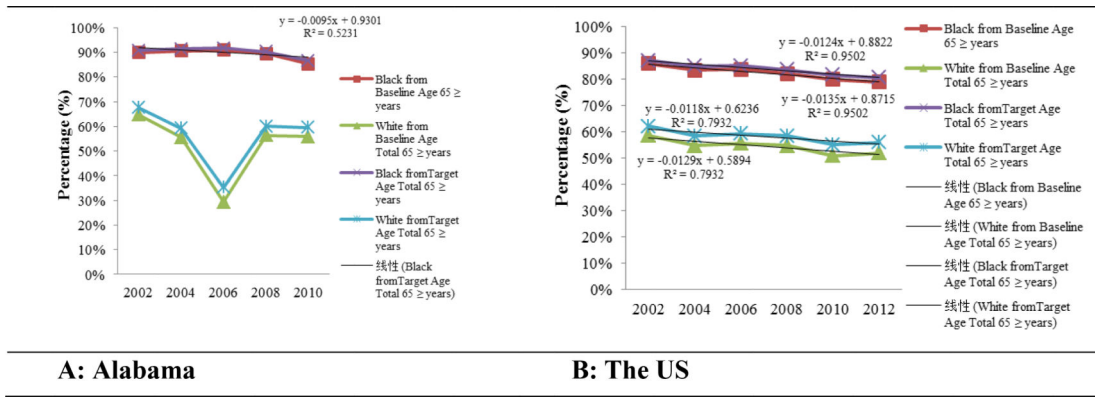 y = -0.0095x + 0.9301
R² = 0.5231
Percentage (%)
100%
90%
80%
70%
60%
50%
40%
30%
20%
10%
0%
2002 2004 2006 2008 2010
Black from
Baseline Age 65 ≥
years
White from
Baseline Age
Total 65 ≥ years
Black fromTarget
Age Total 65 ≥
years
White fromTarget
Age Total 65 ≥
years
线性 (Black
fromTarget Age
Total 65 ≥ years)
Percentage (%)
100%
90%
80%
70%
60%
50%
40%
30%
20%
10%
0%
2002 2004 2006 2008 2010 2012
y = -0.0124x + 0.8822
R² = 0.9502
y = -0.0135x + 0.8715
R² = 0.9502
y = -0.0118x + 0.6236
R² = 0.7932
y = -0.0129x + 0.5894
R² = 0.7932
Black from Baseline Age
65 ≥ years
White from Baseline Age
Total 65 ≥ years
Black fromTarget Age
Total 65 ≥ years
White fromTarget Age
Total 65 ≥ years
线性 (Black from Baseline
Age 65 ≥ years)
线性 (White from Baseline
Age Total 65 ≥ years)
线性 (Black fromTarget
Age Total 65 ≥ years)
线性 (White fromTarget
Age Total 65 ≥ years)
A: Alabama
B: The US